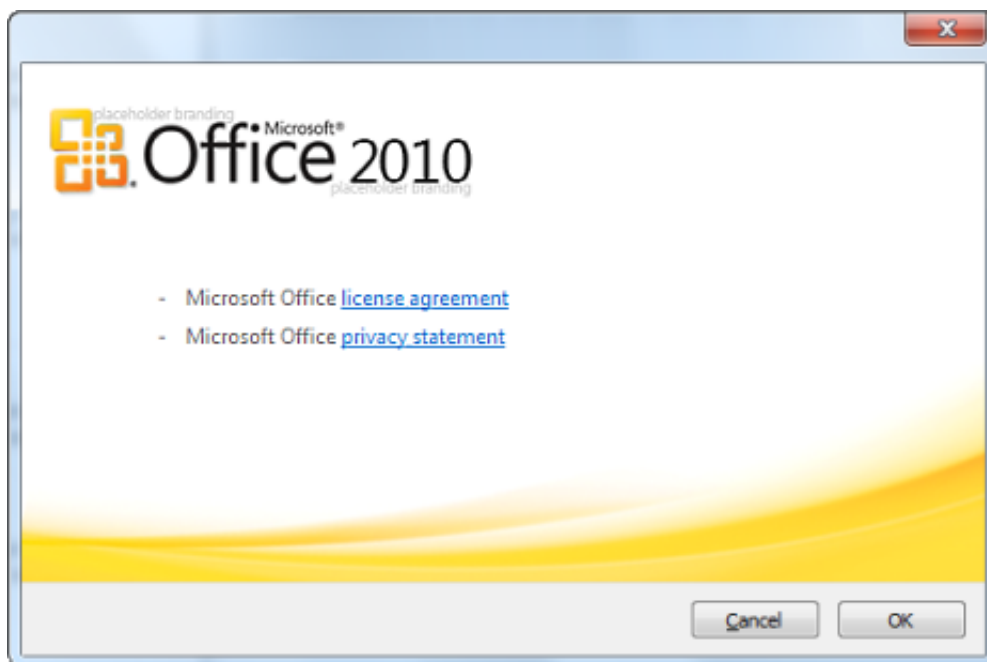 placeholder branding
Microsoft®
Office 2010
placeholder branding
- Microsoft Office license agreement
- Microsoft Office privacy statement
Cancel OK